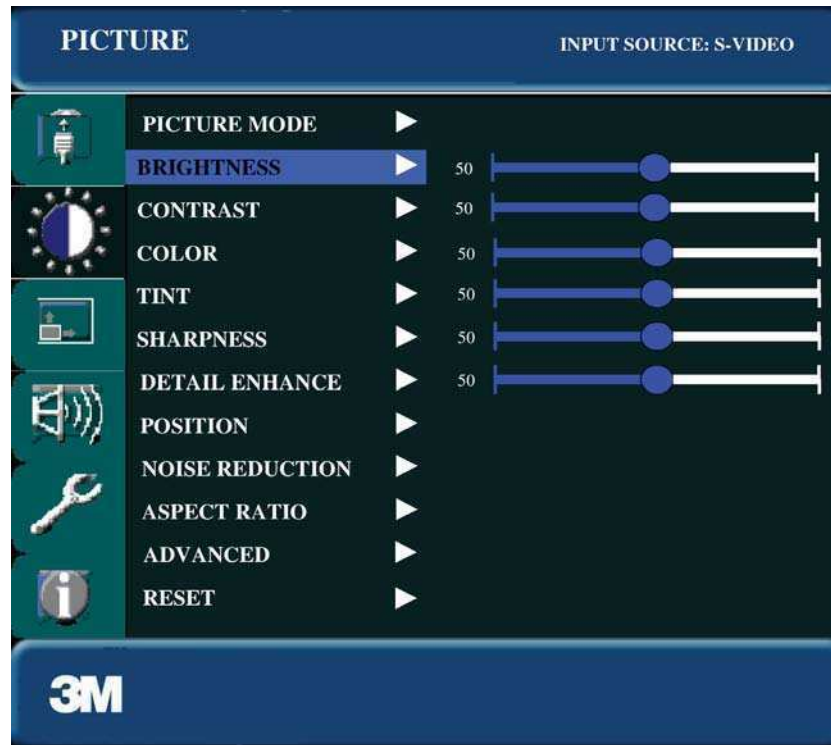 PICTURE
INPUT SOURCE: S-VIDEO
PICTURE MODE
BRIGHTNESS 50
CONTRAST 50
COLOR 50
TINT 50
SHARPNESS 50
DETAIL ENHANCE 50
POSITION
NOISE REDUCTION
ASPECT RATIO
ADVANCED
RESET
3M